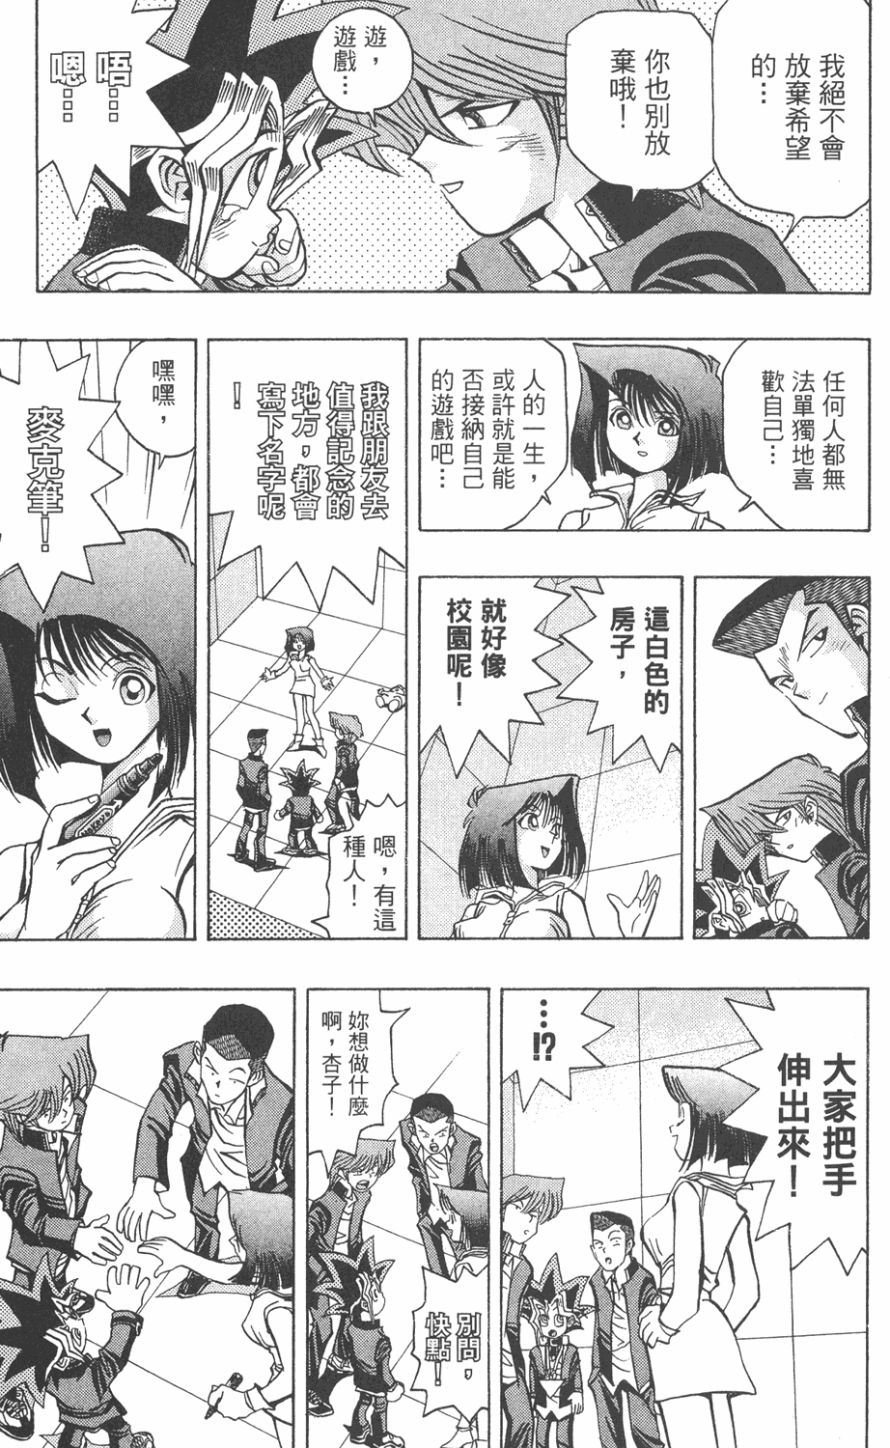 我絕不會
放棄希望
的…
你也別放
棄哦！
遊，
遊戲…
唔…
嗯…
任何人都無
法單獨地喜
歡自己…
人的一生，
或許就是能
否接納自己
的遊戲吧…
這白色的
房子，
就好像
校園呢！
我跟朋友去
值得記念的
地方，都會
寫下名字呢
！
嗯，有這
種人！
嘿嘿，
麥克筆！
大家把手
伸出來！
…⁉
妳想做什麼
啊，杏子！
別問，
快點！